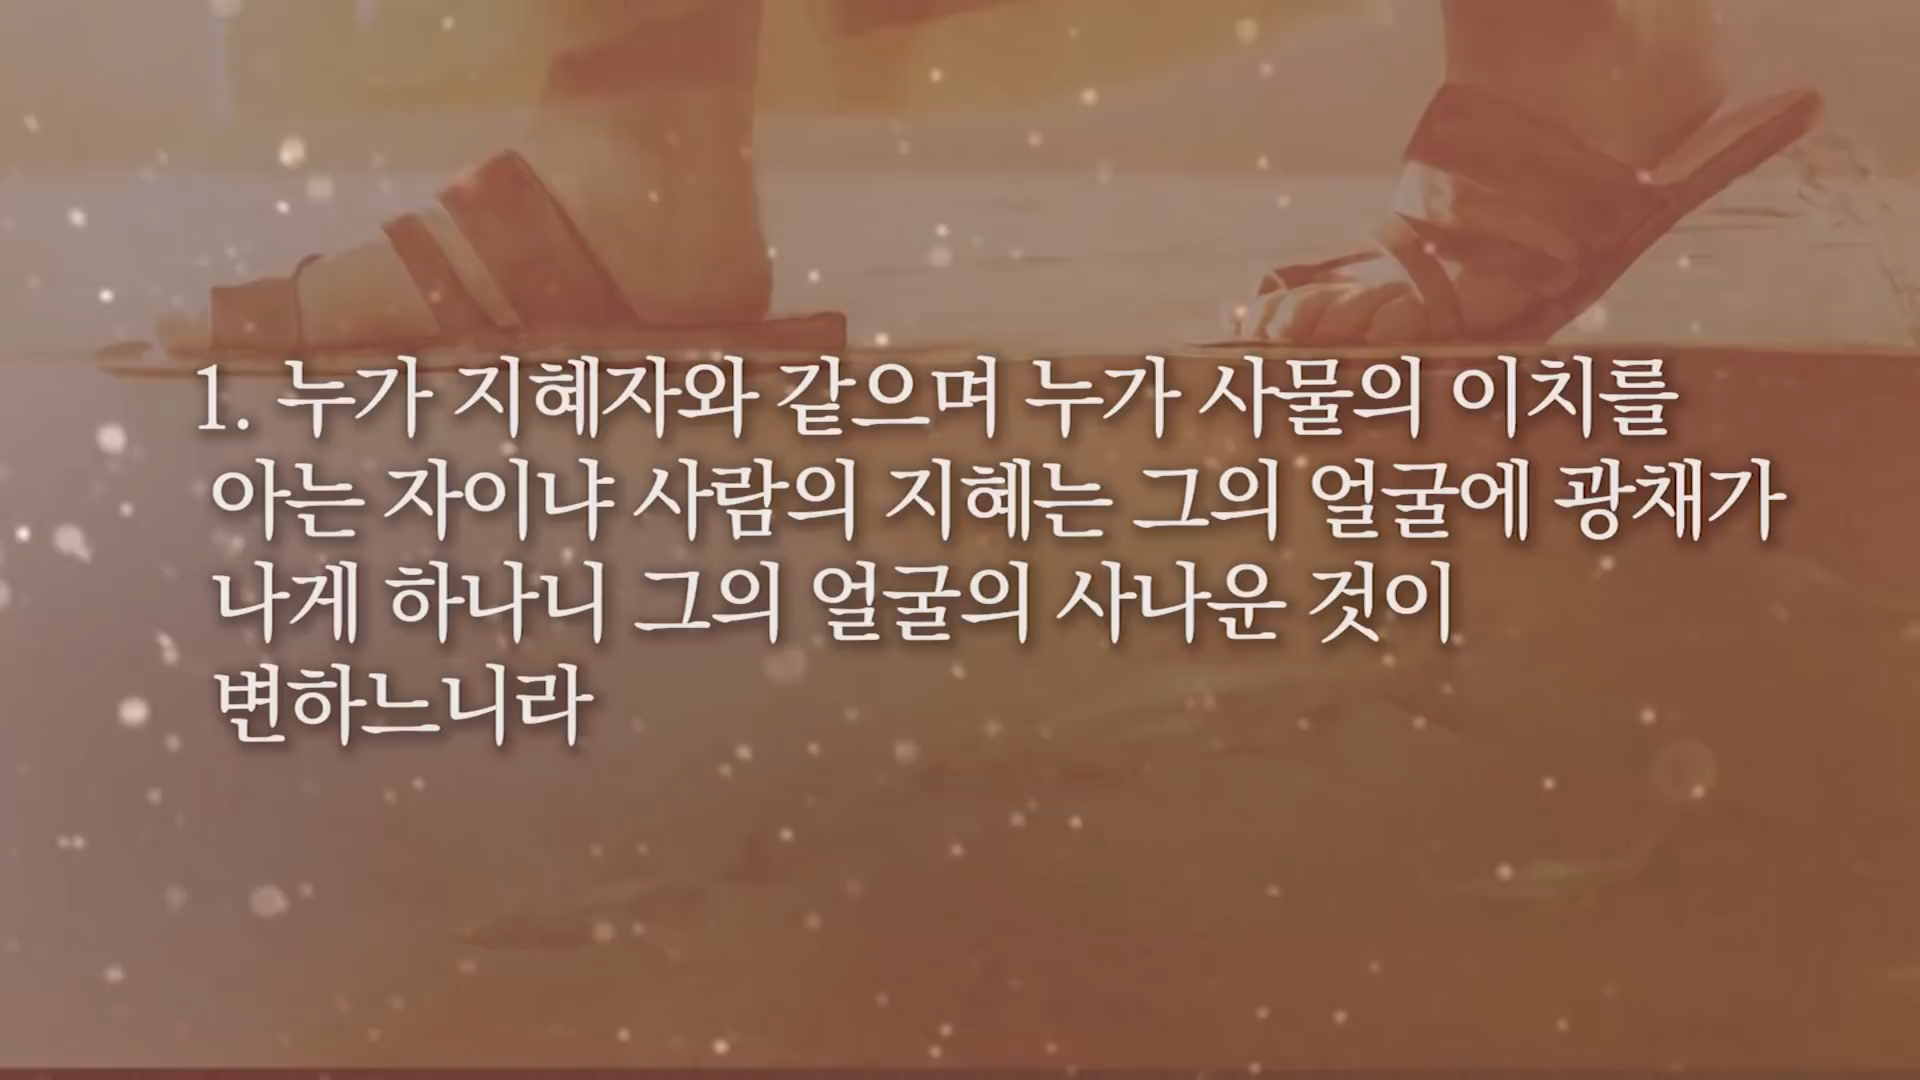 1. 누가 지혜자와 같으며 누가 사물의 이치를
아는 자이냐 사람의 지혜는 그의 얼굴에 광채가
나게 하나니 그의 얼굴의 사나운 것이
변하느니라